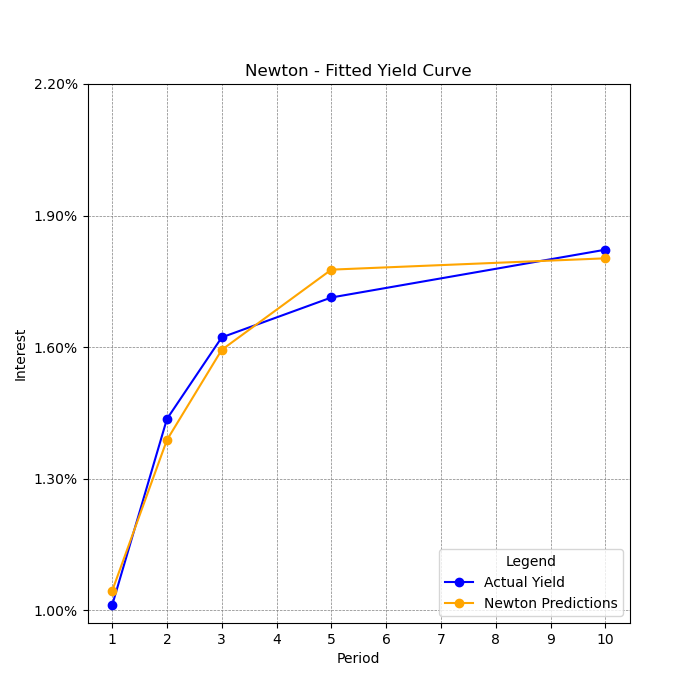 Newton - Fitted Yield Curve
2.20%
1.90%
1.60%
1.30%
1.00%
Interest
1 2 3 4 5 6 7 8 9 10
Period
Legend
Actual Yield
Newton Predictions